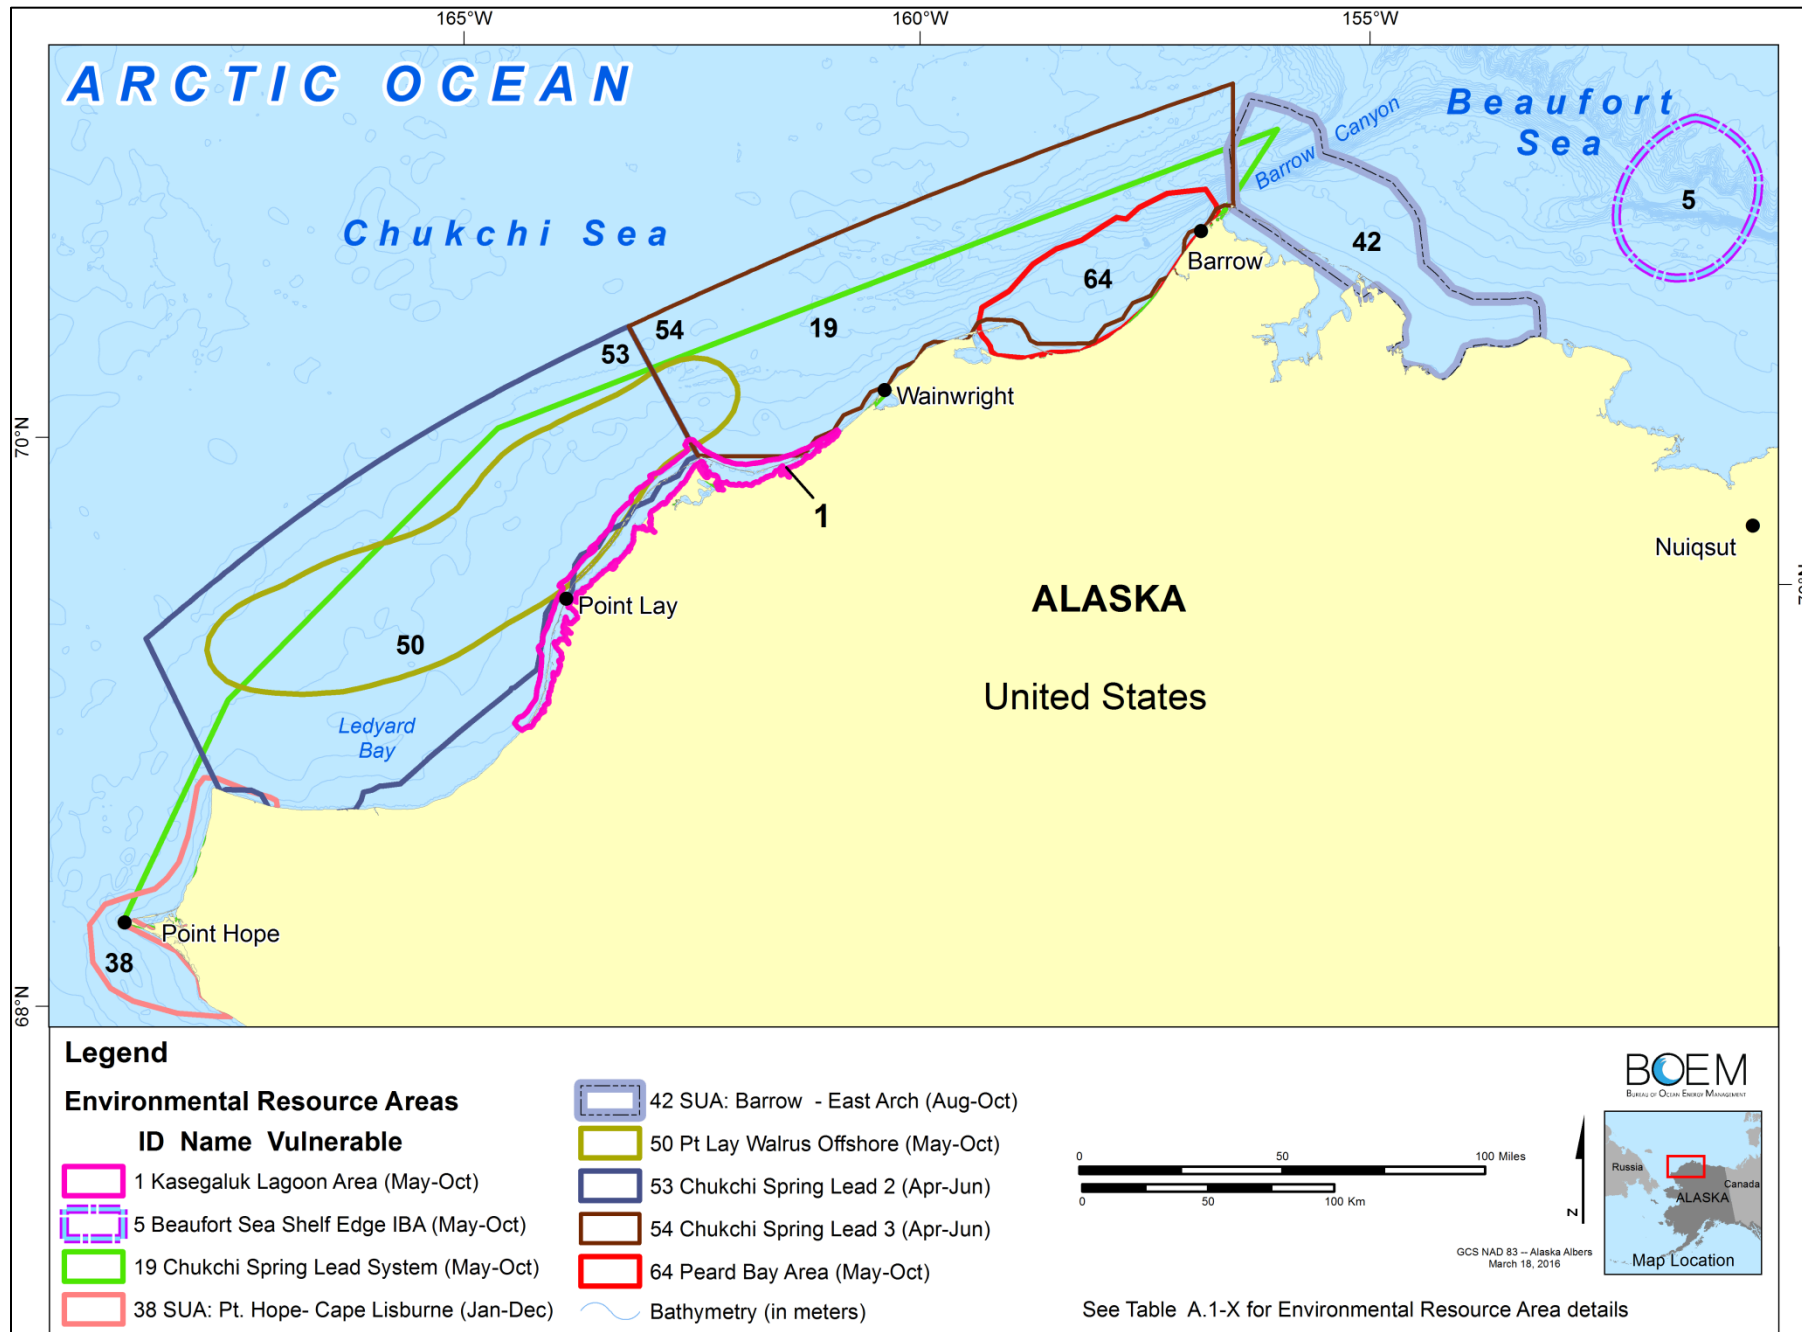 165°W
160°W
155°W
ARCTIC OCEAN
Beaufort
Sea
Barrow Canyon
Chukchi Sea
5
42
64
Barrow
54
19
53
Wainwright
70°N
1
Nuiqsut
70°N
ALASKA
Point Lay
50
United States
Ledyard
Bay
Point Hope
38
68°N
Legend
Environmental Resource Areas
ID Name Vulnerable
1 Kasegaluk Lagoon Area (May-Oct)
5 Beaufort Sea Shelf Edge IBA (May-Oct)
19 Chukchi Spring Lead System (May-Oct)
38 SUA: Pt. Hope- Cape Lisburne (Jan-Dec)
42 SUA: Barrow - East Arch (Aug-Oct)
50 Pt Lay Walrus Offshore (May-Oct)
53 Chukchi Spring Lead 2 (Apr-Jun)
54 Chukchi Spring Lead 3 (Apr-Jun)
64 Peard Bay Area (May-Oct)
Bathymetry (in meters)
0 50 100 Miles
0 50 100 Km
N
BOEM
BUREAU OF OCEAN ENERGY MANAGEMENT
Russia
Canada
ALASKA
Map Location
GCS NAD 83 -- Alaska Albers
March 18, 2016
See Table A.1-X for Environmental Resource Area details